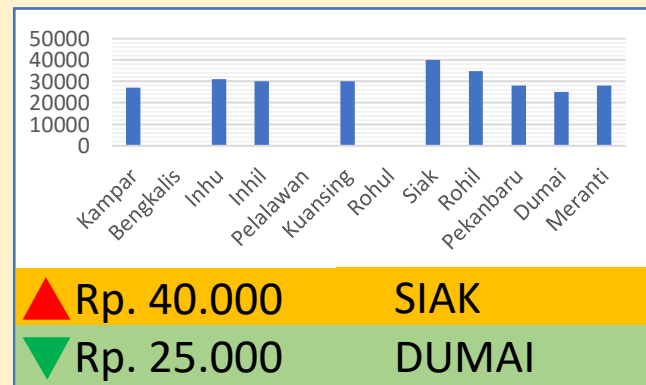 50000
40000
30000
20000
10000
0
Kampar
Bengkalis
Inhu
Inhil
Pelalawan
Kuansing
Rohul
Siak
Rohil
Pekanbaru
Dumai
Meranti
Rp. 40.000 SIAK
Rp. 25.000 DUMAI